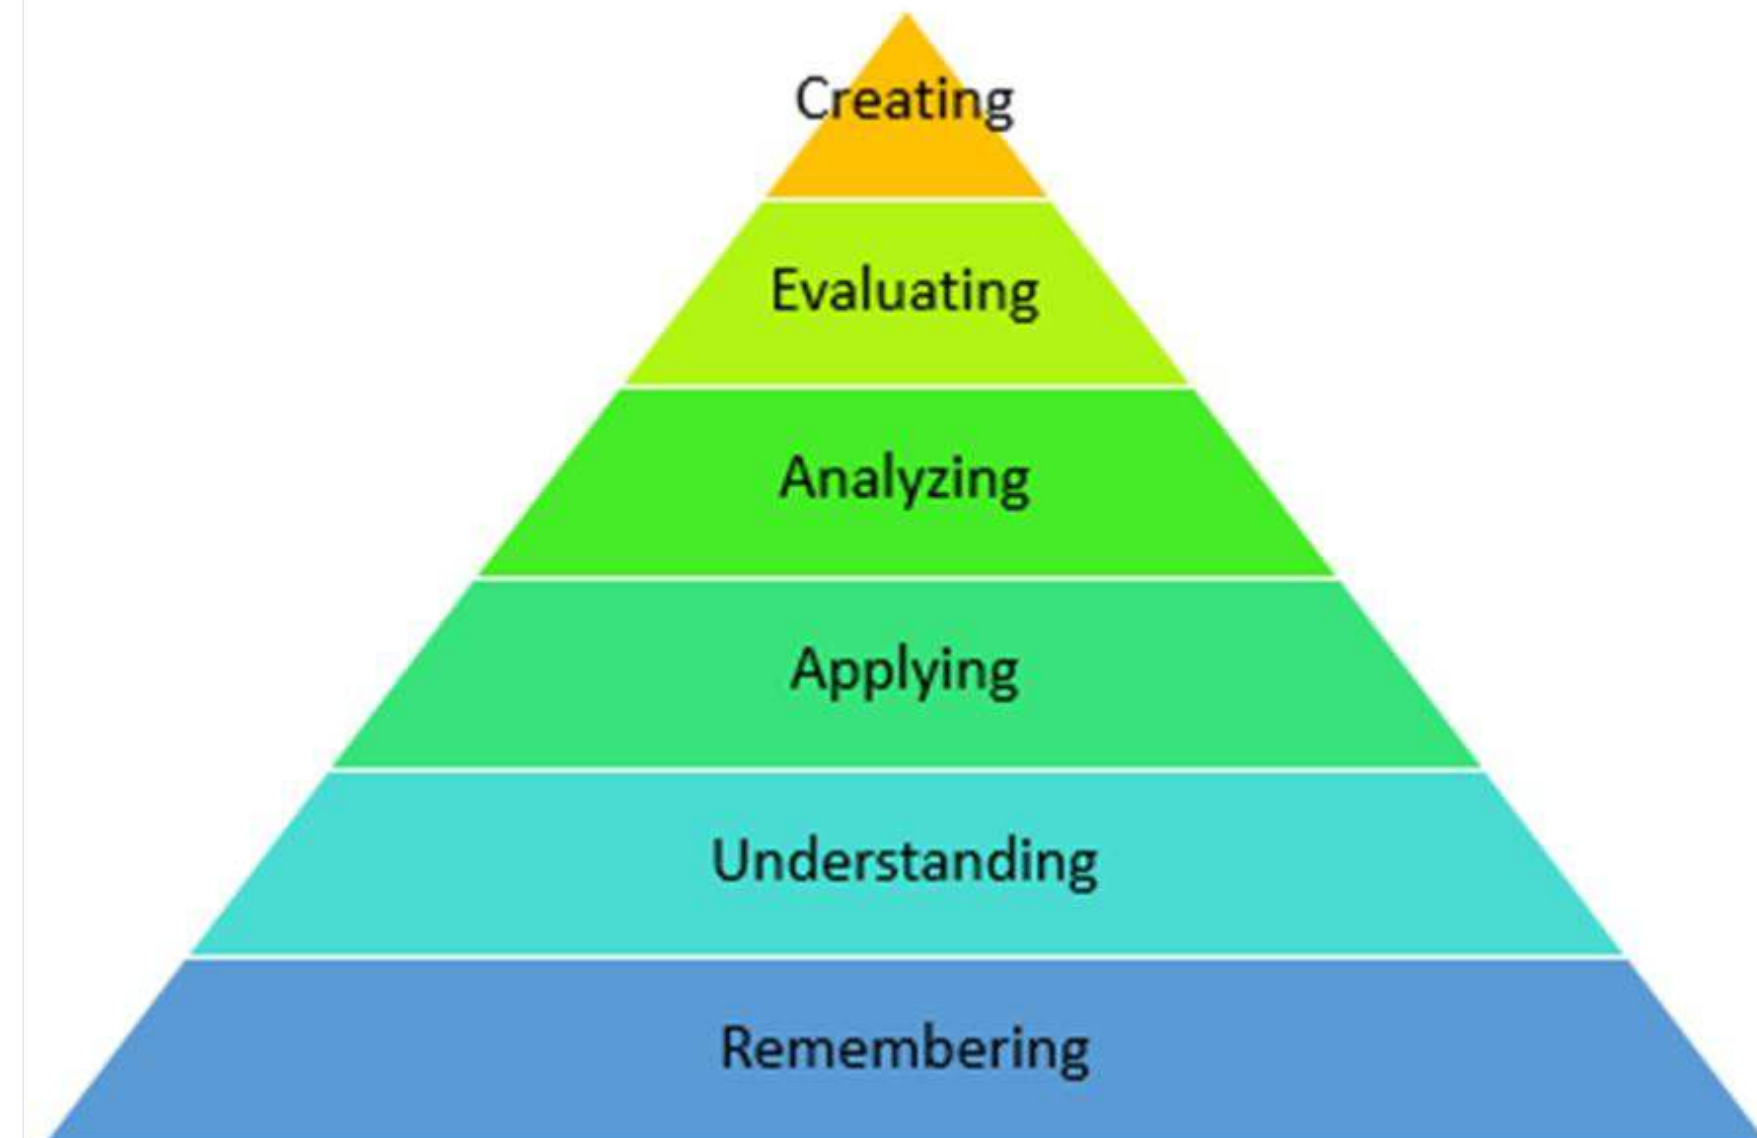 Creating
Evaluating
Analyzing
Applying
Understanding
Remembering